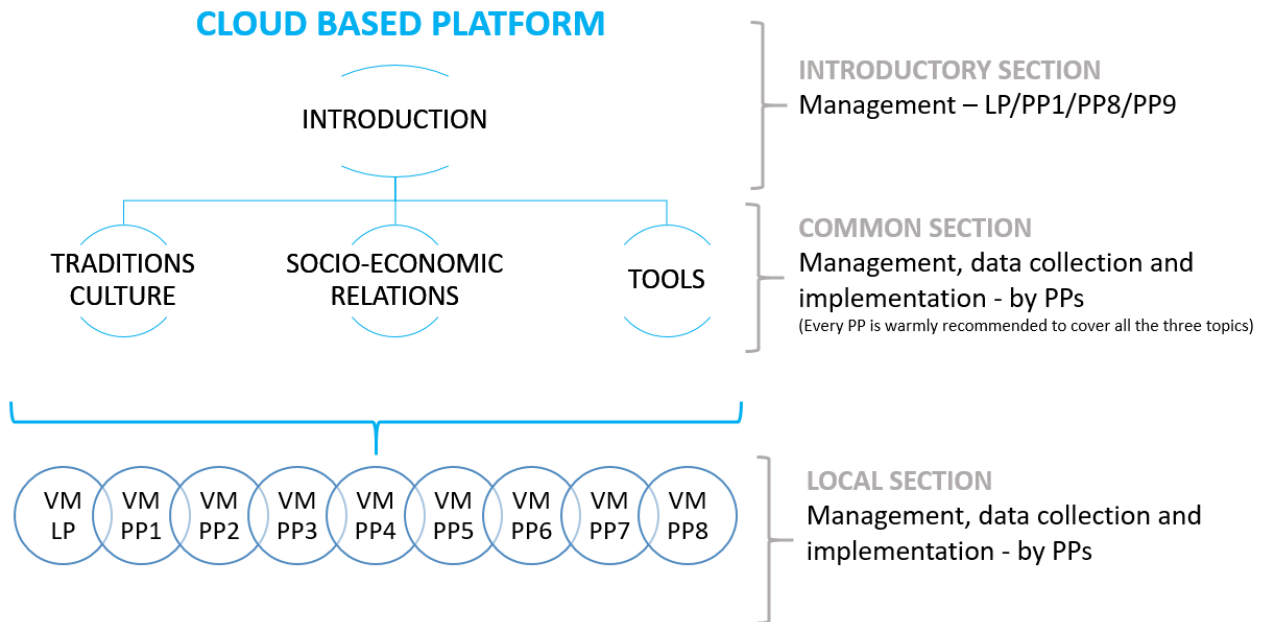 CLOUD BASED PLATFORM
INTRODUCTION
INTRODUCTORY SECTION
Management – LP/PP1/PP8/PP9
TRADITIONS
CULTURE
SOCIO-ECONOMIC
RELATIONS
TOOLS
COMMON SECTION
Management, data collection and
implementation - by PPs
(Every PP is warmly recommended to cover all the three topics)
VM
LP
VM
PP1
VM
PP2
VM
PP3
VM
PP4
VM
PP5
VM
PP6
VM
PP7
VM
PP8
LOCAL SECTION
Management, data collection and
implementation - by PPs